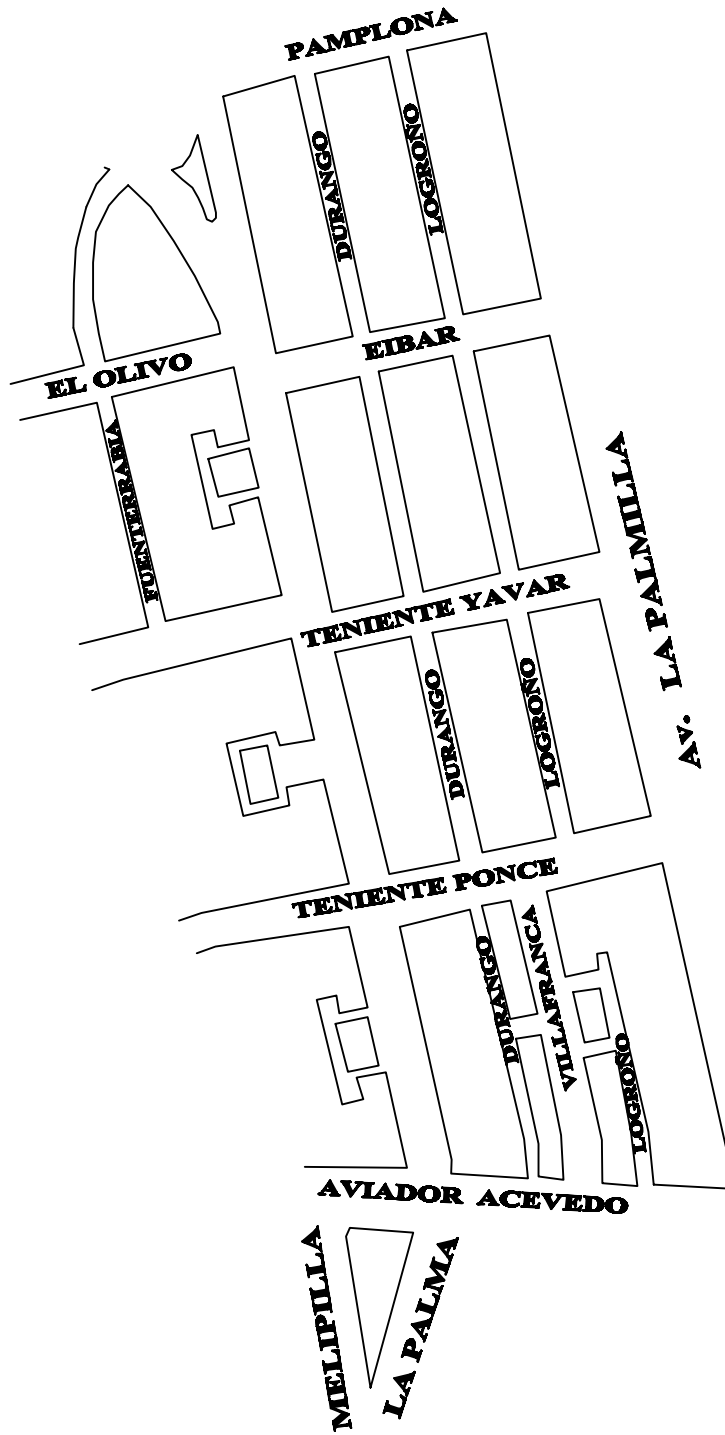 PAMPLONA
DURANGO
LOGROÑO
EIBAR
EL OLIVO
FUENTERRABIA
Av. LA PALMILLA
TENIENTE YAVAR
DURANGO
LOGROÑO
TENIENTE PONCE
DURANGO
VILLAFRANCA
LOGROÑO
AVIADOR ACEVEDO
MELIPILLA
LA PALMA